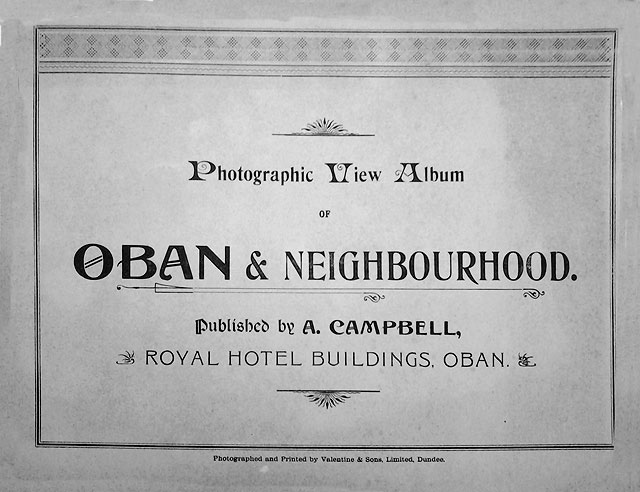 Photographic View Album
OF
OBAN & NEIGHBOURHOOD.
Published by A. CAMPBELL,
ROYAL HOTEL BUILDINGS, OBAN.
Photographed and Printed by Valentine & Sons, Limited, Dundee.